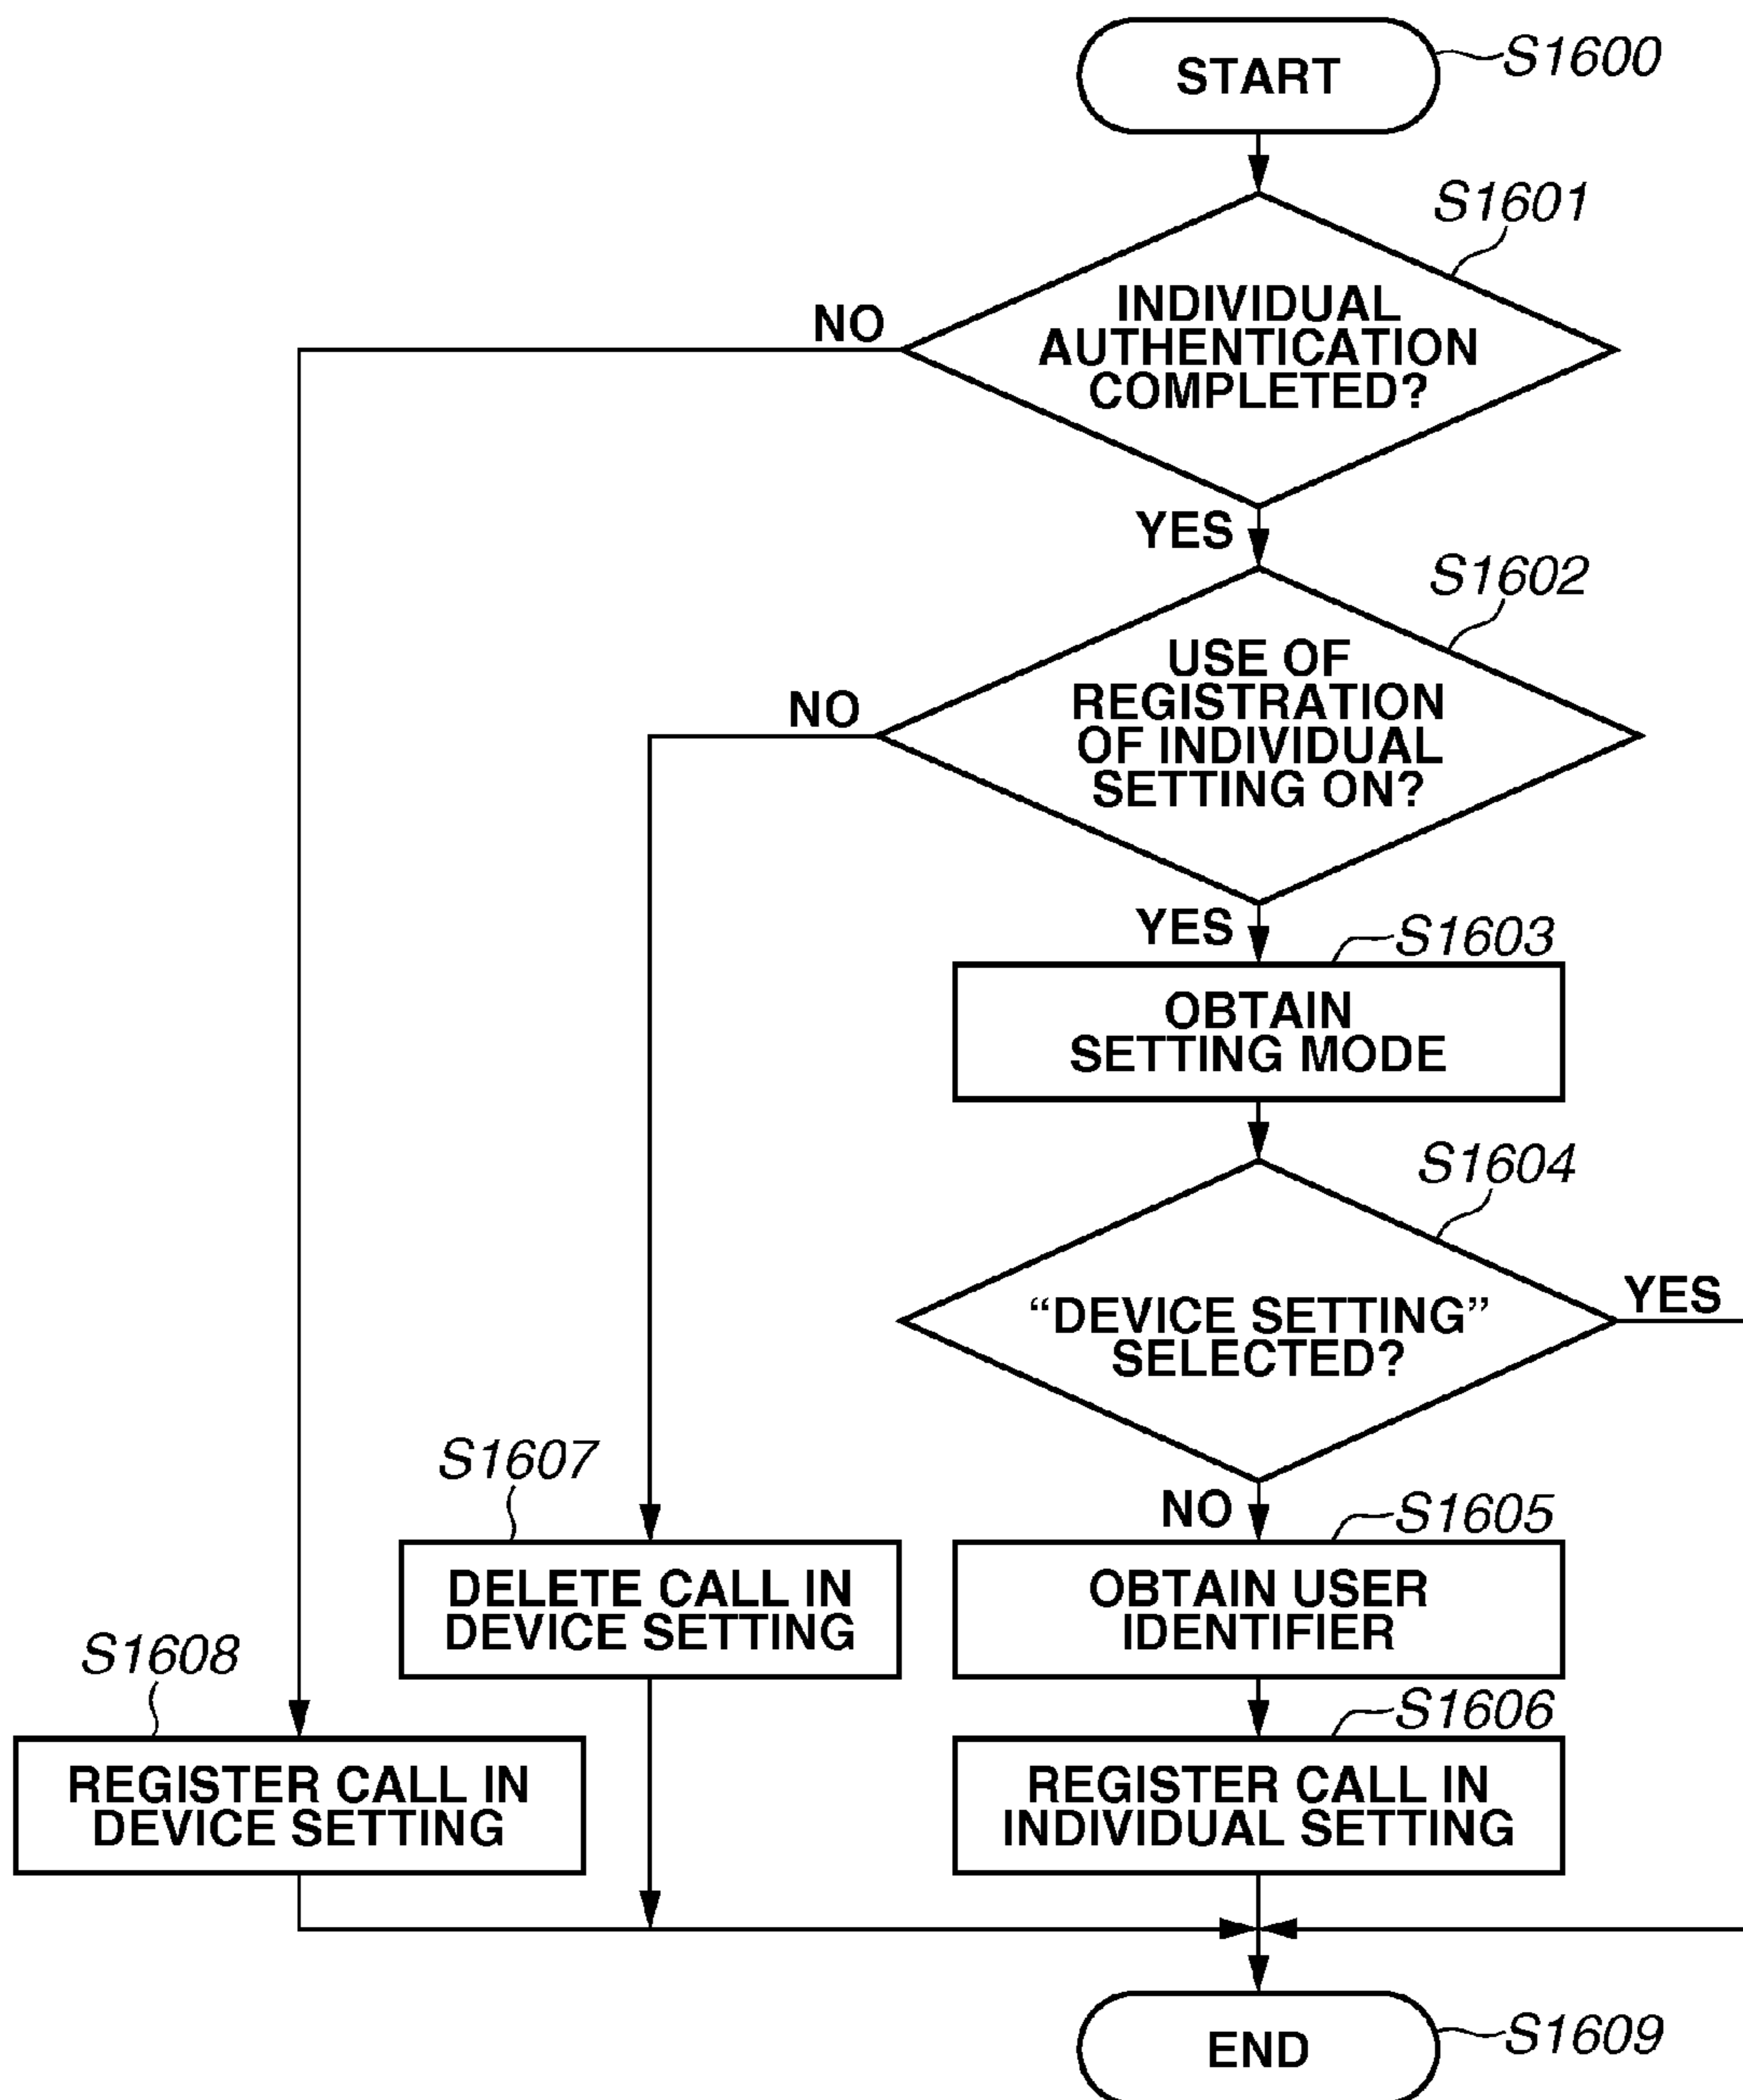 START
S1600
S1601
NO
INDIVIDUAL
AUTHENTICATION
COMPLETED?
YES
S1602
NO
USE OF
REGISTRATION
OF INDIVIDUAL
SETTING ON?
YES
S1603
OBTAIN
SETTING MODE
S1604
“DEVICE SETTING”
SELECTED?
YES
NO
S1607
DELETE CALL IN
DEVICE SETTING
S1605
OBTAIN USER
IDENTIFIER
S1608
REGISTER CALL IN
DEVICE SETTING
S1606
REGISTER CALL IN
INDIVIDUAL SETTING
END
S1609